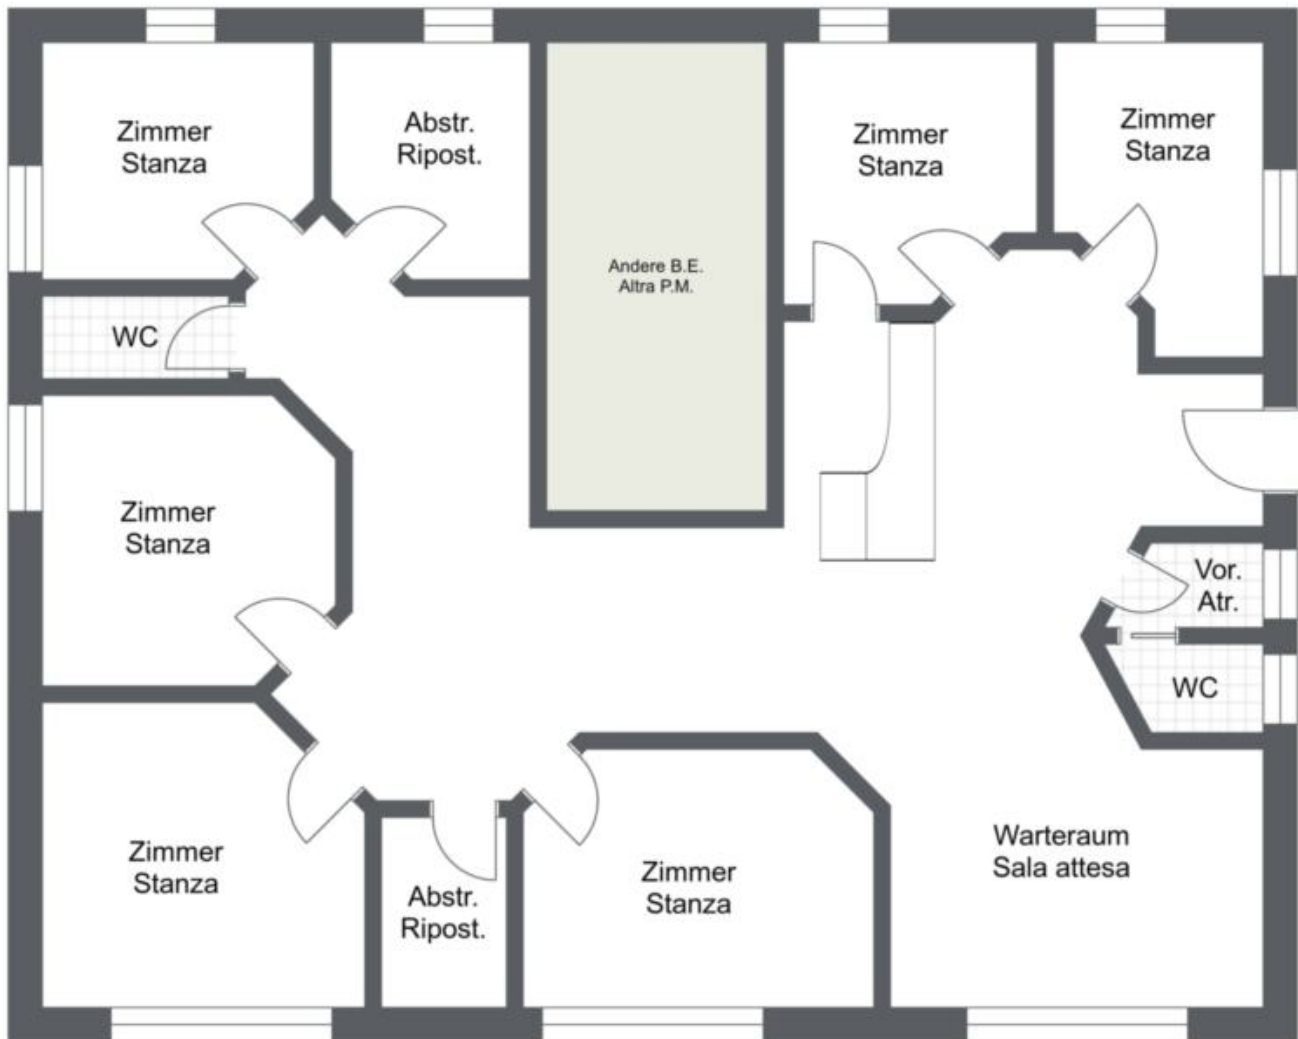 Zimmer
Stanza
Abstr.
Ripost.
Andere B.E.
Altra P.M.
Zimmer
Stanza
Zimmer
Stanza
WC
Zimmer
Stanza
Vor.
Atr.
WC
Zimmer
Stanza
Abstr.
Ripost.
Zimmer
Stanza
Warteraum
Sala attesa